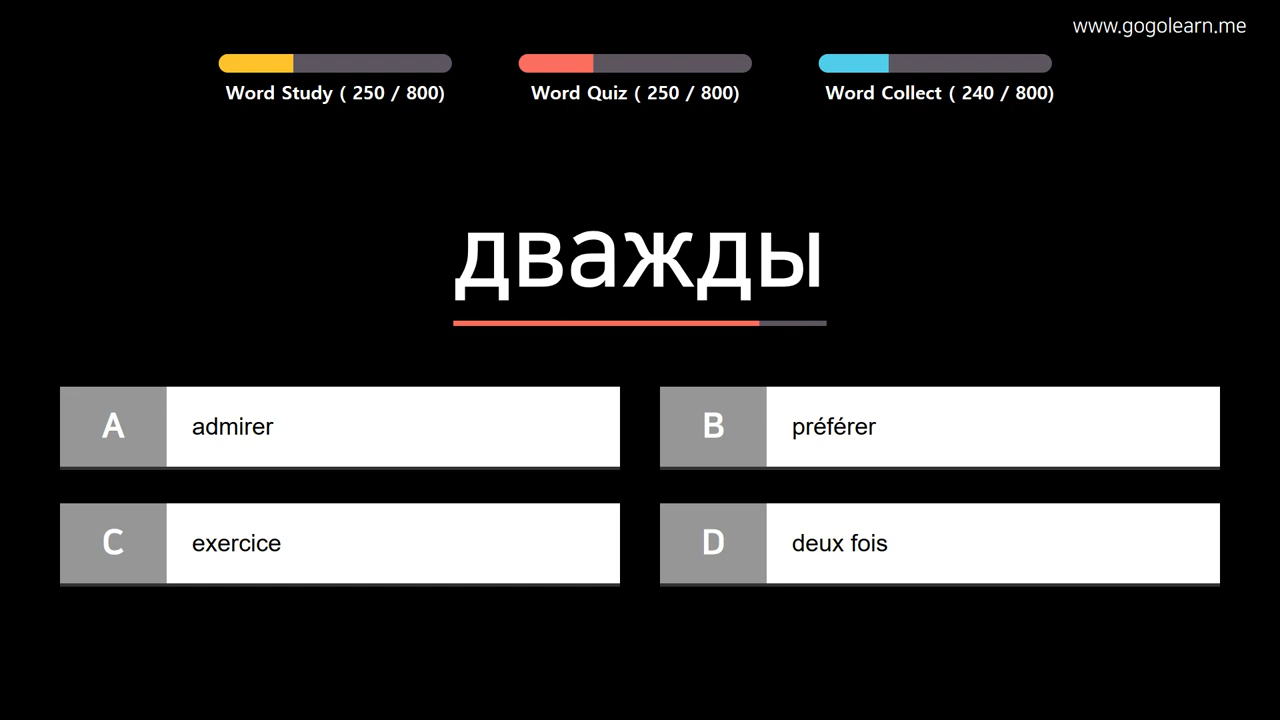 www.gogolearn.me
Word Study ( 250 / 800)
Word Quiz ( 250 / 800)
Word Collect ( 240 / 800)
дважды
A admirer
B préférer
C exercice
D deux fois